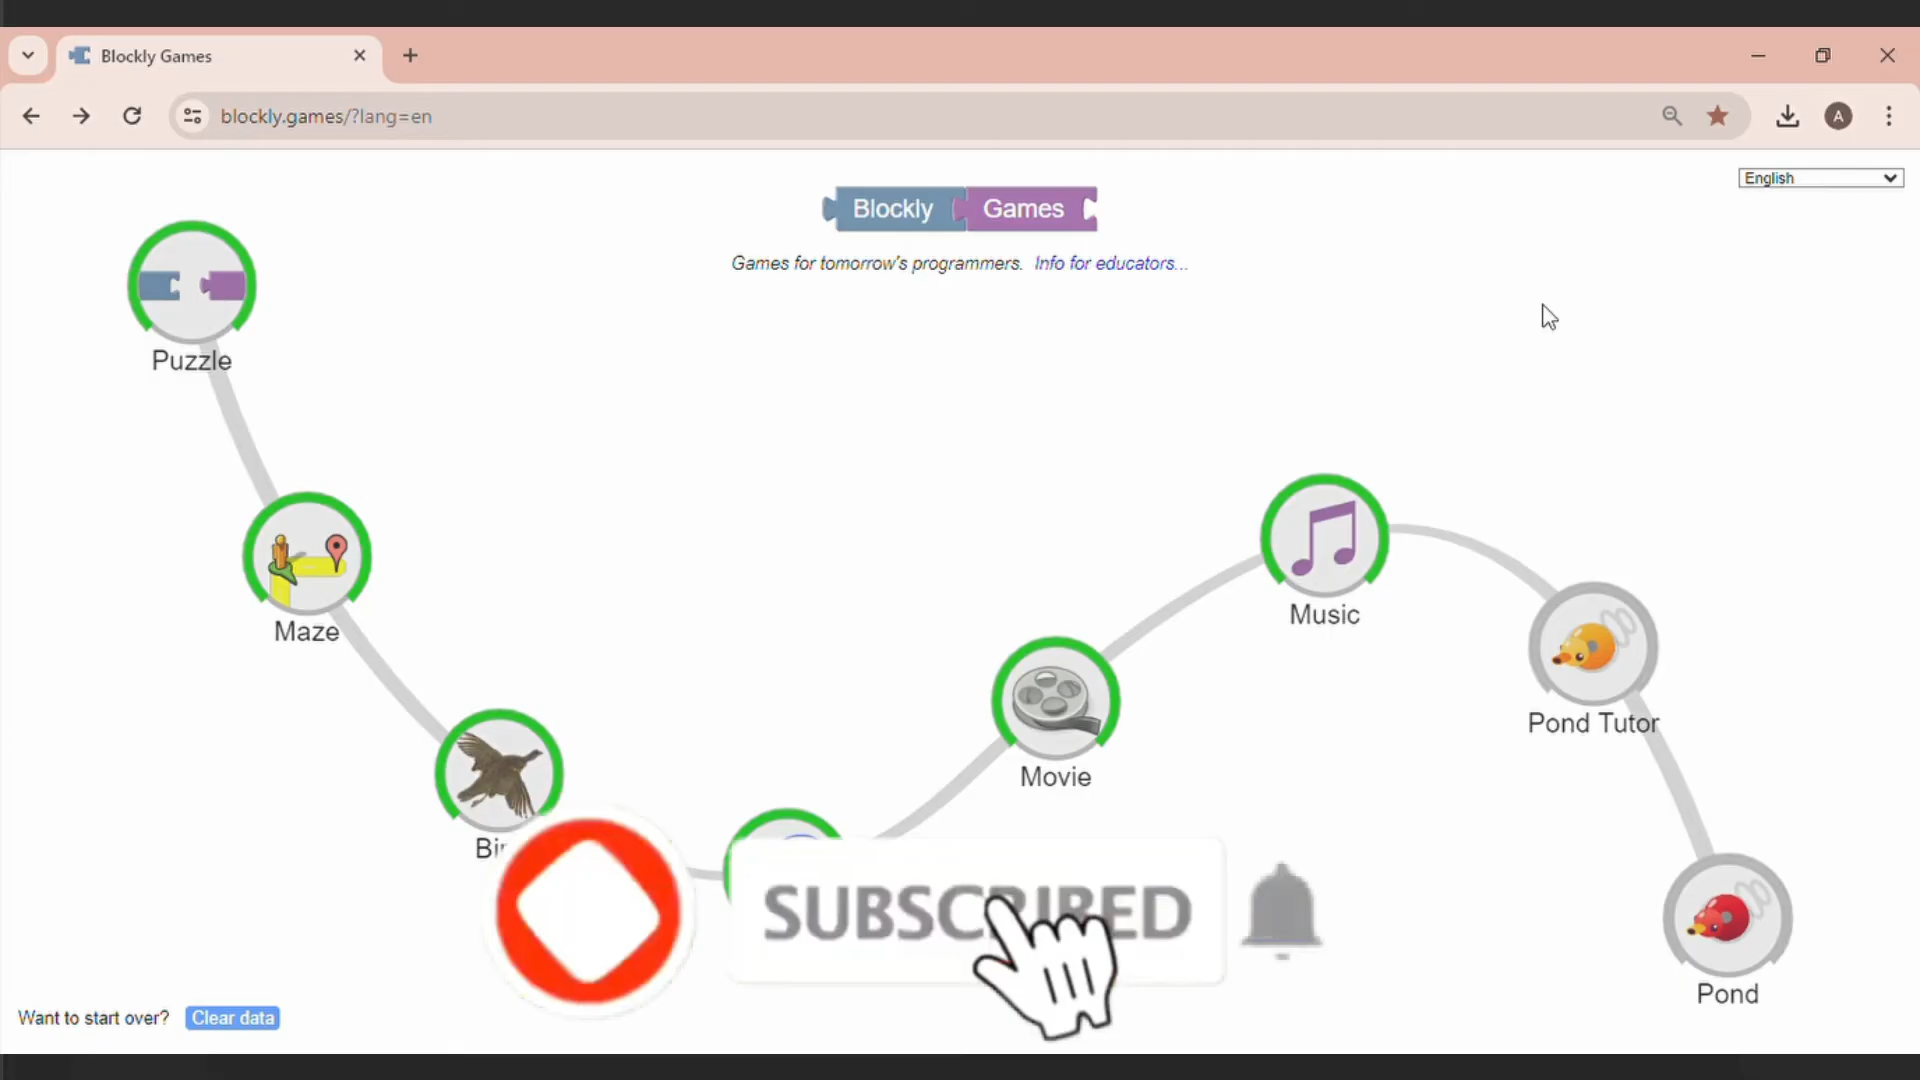 Blockly Games
blockly.games/?lang=en
A
English
Blockly Games
Games for tomorrow's programmers. Info for educators...
Puzzle
Maze
Music
Pond Tutor
Movie
SUBSCRIBED
Pond
Want to start over? Clear data